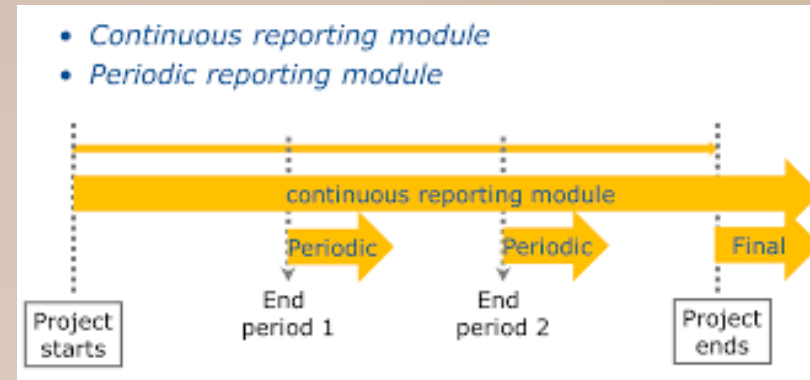 • Continuous reporting module
• Periodic reporting module
continuous reporting module
Periodic
Periodic
Final
Project
starts
End
period 1
End
period 2
Project
ends